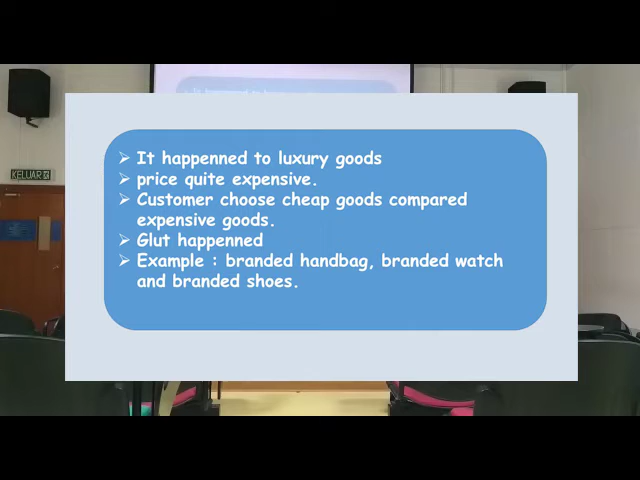 KELUAR
➢ It happenned to luxury goods
➢ price quite expensive.
➢ Customer choose cheap goods compared
expensive goods.
➢ Glut happenned
➢ Example : branded handbag, branded watch
and branded shoes.